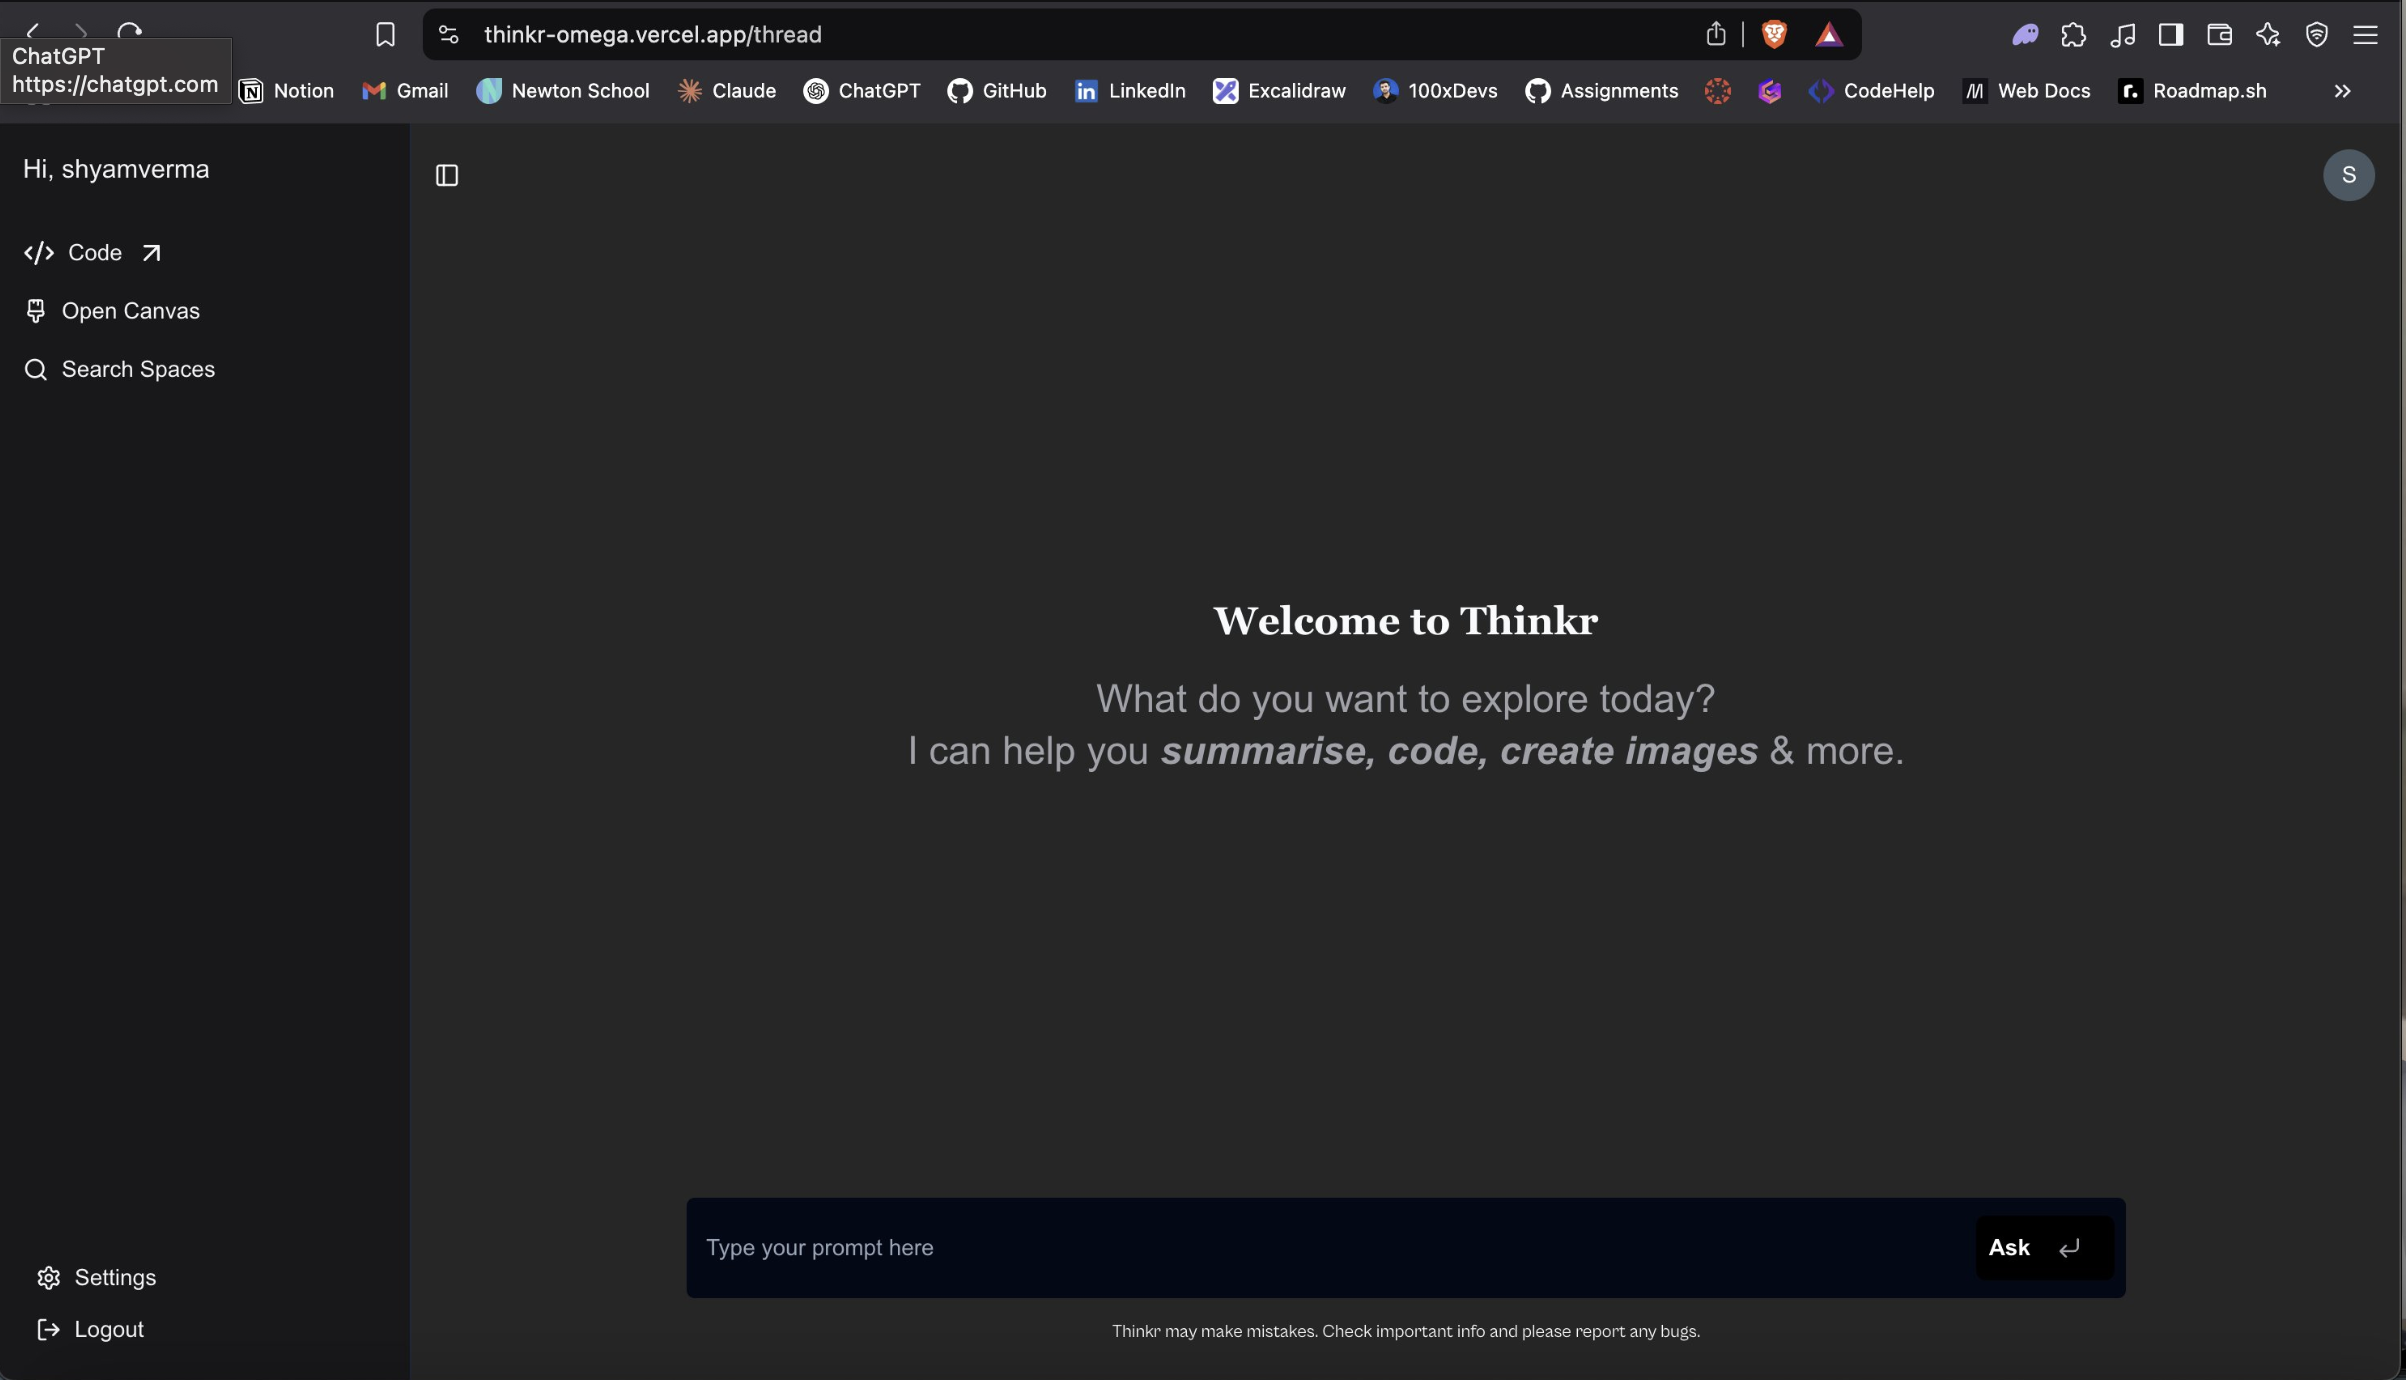 thinkr-omega.vercel.app/thread
ChatGPT
https://chatgpt.com
Notion Gmail Newton School Claude ChatGPT GitHub LinkedIn Excalidraw 100xDevs Assignments CodeHelp Web Docs Roadmap.sh
Hi, shyamverma
S
Code
Open Canvas
Search Spaces
Welcome to Thinkr
What do you want to explore today?
I can help you summarise, code, create images & more.
Type your prompt here
Ask
Settings
Logout
Thinkr may make mistakes. Check important info and please report any bugs.